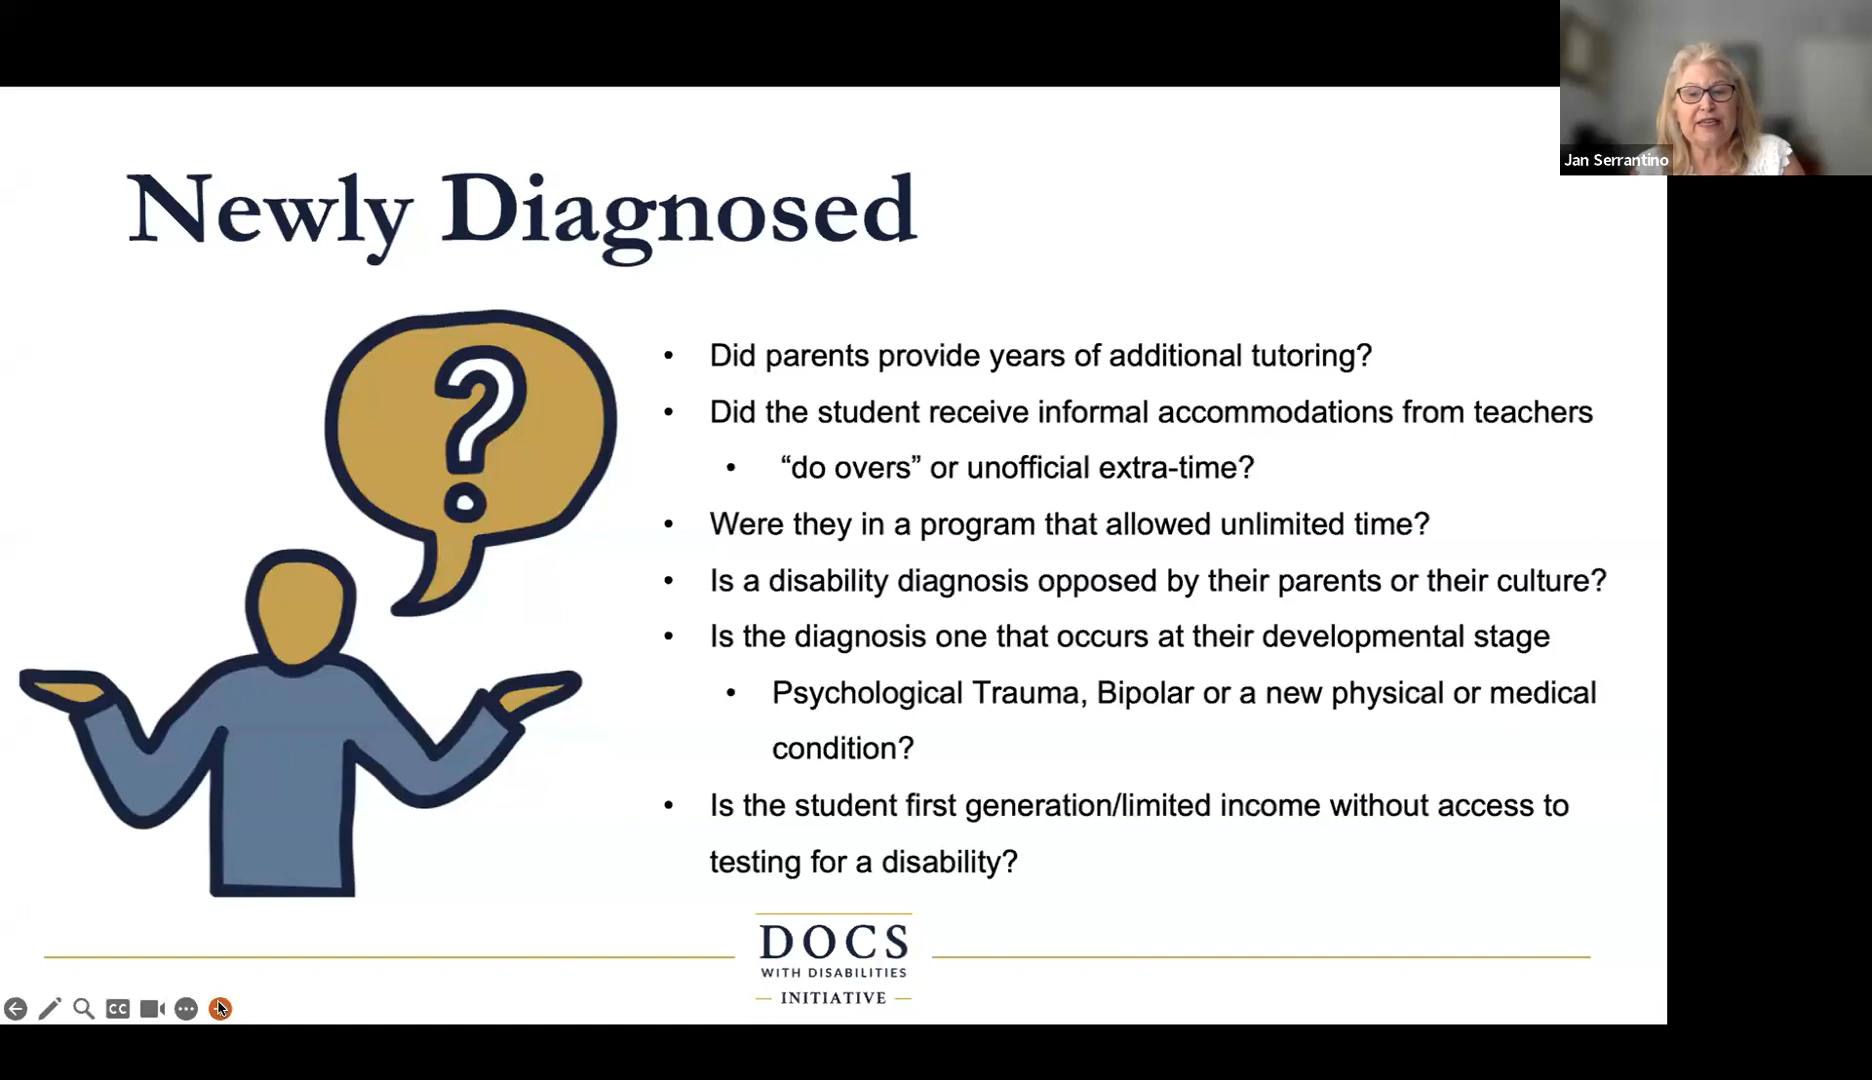 Jan Serrantino
Newly Diagnosed
?
• Did parents provide years of additional tutoring?
• Did the student receive informal accommodations from teachers
• “do overs” or unofficial extra-time?
• Were they in a program that allowed unlimited time?
• Is a disability diagnosis opposed by their parents or their culture?
• Is the diagnosis one that occurs at their developmental stage
• Psychological Trauma, Bipolar or a new physical or medical
condition?
• Is the student first generation/limited income without access to
testing for a disability?
DOCS
WITH DISABILITIES
INITIATIVE
CC